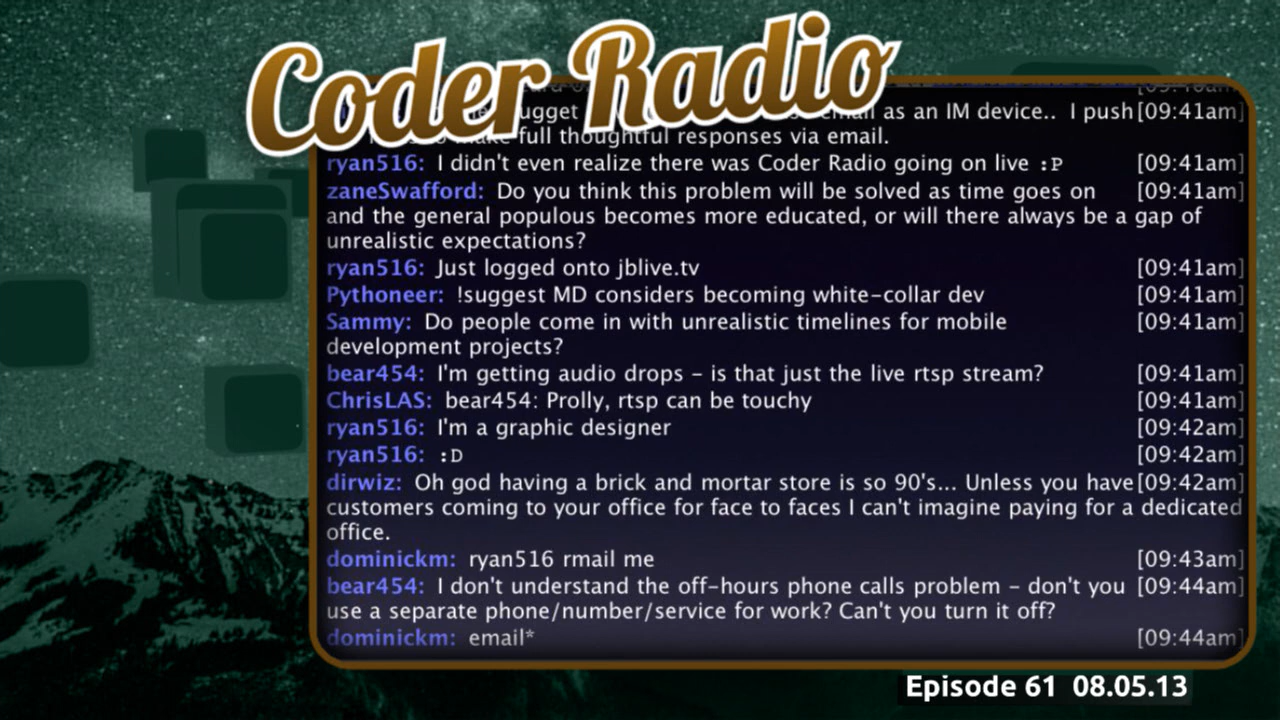 Coder Radio
as an IM device.. I push [09:41am]
full thoughtful responses via email.
ryan516: I didn't even realize there was Coder Radio going on live :P [09:41am]
zaneSwafford: Do you think this problem will be solved as time goes on [09:41am]
and the general populous becomes more educated, or will there always be a gap of
unrealistic expectations?
ryan516: Just logged onto jblive.tv [09:41am]
Pythoneer: !suggest MD considers becoming white-collar dev [09:41am]
Sammy: Do people come in with unrealistic timelines for mobile [09:41am]
development projects?
bear454: I'm getting audio drops - is that just the live rtsp stream? [09:41am]
ChrisLAS: bear454: Prolly, rtsp can be touchy [09:41am]
ryan516: I'm a graphic designer [09:42am]
ryan516: :D [09:42am]
dirwiz: Oh god having a brick and mortar store is so 90's... Unless you have [09:42am]
customers coming to your office for face to faces I can't imagine paying for a dedicated
office.
dominickm: ryan516 rmail me [09:43am]
bear454: I don't understand the off-hours phone calls problem - don't you [09:44am]
use a separate phone/number/service for work? Can't you turn it off?
dominickm: email* [09:44am]
Episode 61 08.05.13